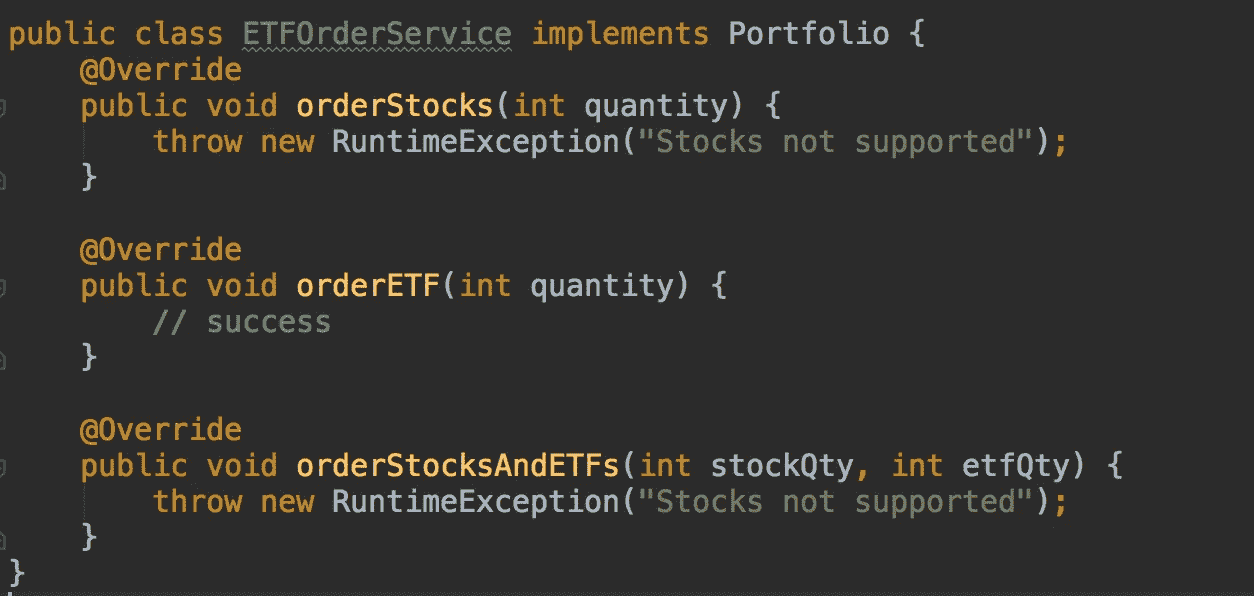 public class ETFOrderService implements Portfolio {
@Override
public void orderStocks(int quantity) {
throw new RuntimeException("Stocks not supported");
}
@Override
public void orderETF(int quantity) {
// success
}
@Override
public void orderStocksAndETFs(int stockQty, int etfQty) {
throw new RuntimeException("Stocks not supported");
}
}